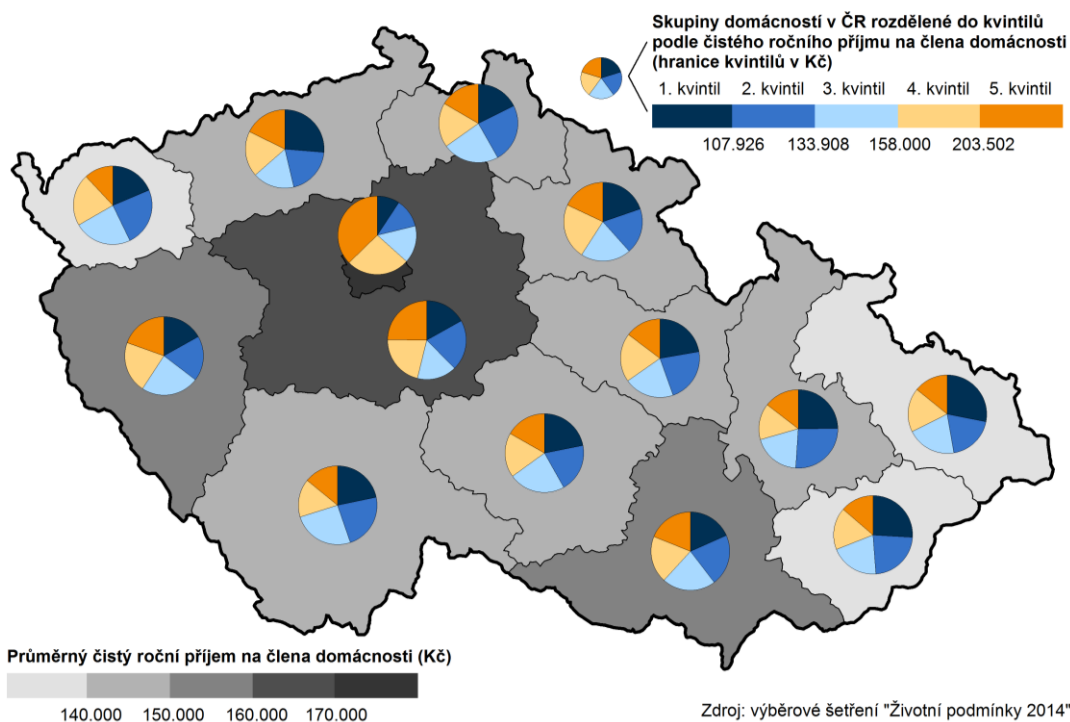 Skupiny domácností v ČR rozdělené do kvintilů
podle čistého ročního příjmu na člena domácnosti
(hranice kvintilů v Kč)
1. kvintil 2. kvintil 3. kvintil 4. kvintil 5. kvintil
107.926 133.908 158.000 203.502
Průměrný čistý roční příjem na člena domácnosti (Kč)
140.000 150.000 160.000 170.000
Zdroj: výběrové šetření "Životní podmínky 2014"